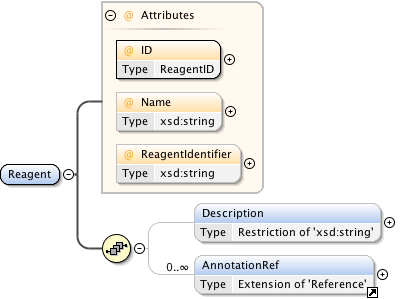 @ Attributes
@ ID
Type ReagentID
@ Name
Type xsd:string
@ ReagentIdentifier
Type xsd:string
Reagent
Description
Type Restriction of 'xsd:string'
0..∞
AnnotationRef
Type Extension of 'Reference'